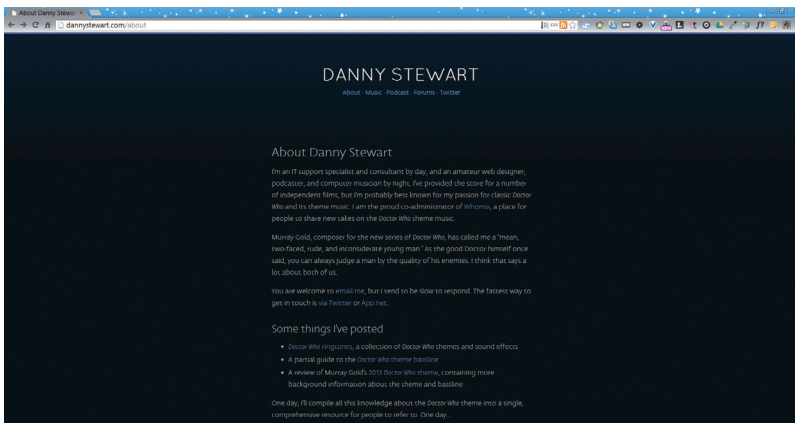 About Danny Stewar
dannystewart.com/about
DANNY STEWART
About · Music · Podcast · Forums · Twitter
About Danny Stewart
I'm an IT support specialist and consultant by day, and an amateur web designer,
podcaster, and computer musician by night. I've provided the score for a number
of independent films, but I'm probably best known for my passion for classic Doctor
Who and its theme music. I am the proud co-administrator of Whomix, a place for
people to share new takes on the Doctor Who theme music.
Murray Gold, composer for the new series of Doctor Who, has called me a "mean,
two-faced, rude, and inconsiderate young man." As the good Doctor himself once
said, you can always judge a man by the quality of his enemies. I think that says a
lot about both of us.
You are welcome to email me, but I tend to be slow to respond. The fastest way to
get in touch is via Twitter or App.net.
Some things I've posted
• Doctor Who ringtones, a collection of Doctor Who themes and sound effects
• A partial guide to the Doctor Who theme bassline
• A review of Murray Gold's 2013 Doctor Who theme, containing more
background information about the theme and bassline
One day, I'll compile all this knowledge about the Doctor Who theme into a single,
comprehensive resource for people to refer to. One day...